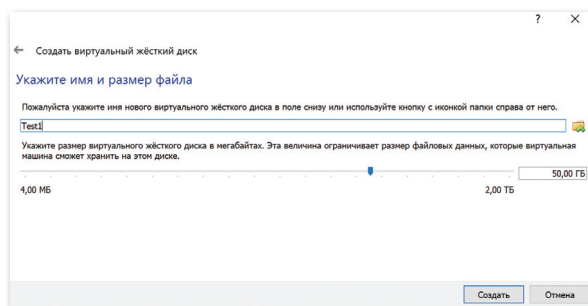 ? ×
← Создать виртуальный жёсткий диск
Укажите имя и размер файла
Пожалуйста укажите имя нового виртуального жёсткого диска в поле снизу или используйте кнопку с иконкой папки справа от него.
Test1
Укажите размер виртуального жёсткого диска в мегабайтах. Эта величина ограничивает размер файловых данных, которые виртуальная
машина сможет хранить на этом диске.
50,00 ГБ
4,00 МБ 2,00 ТБ
Создать Отмена